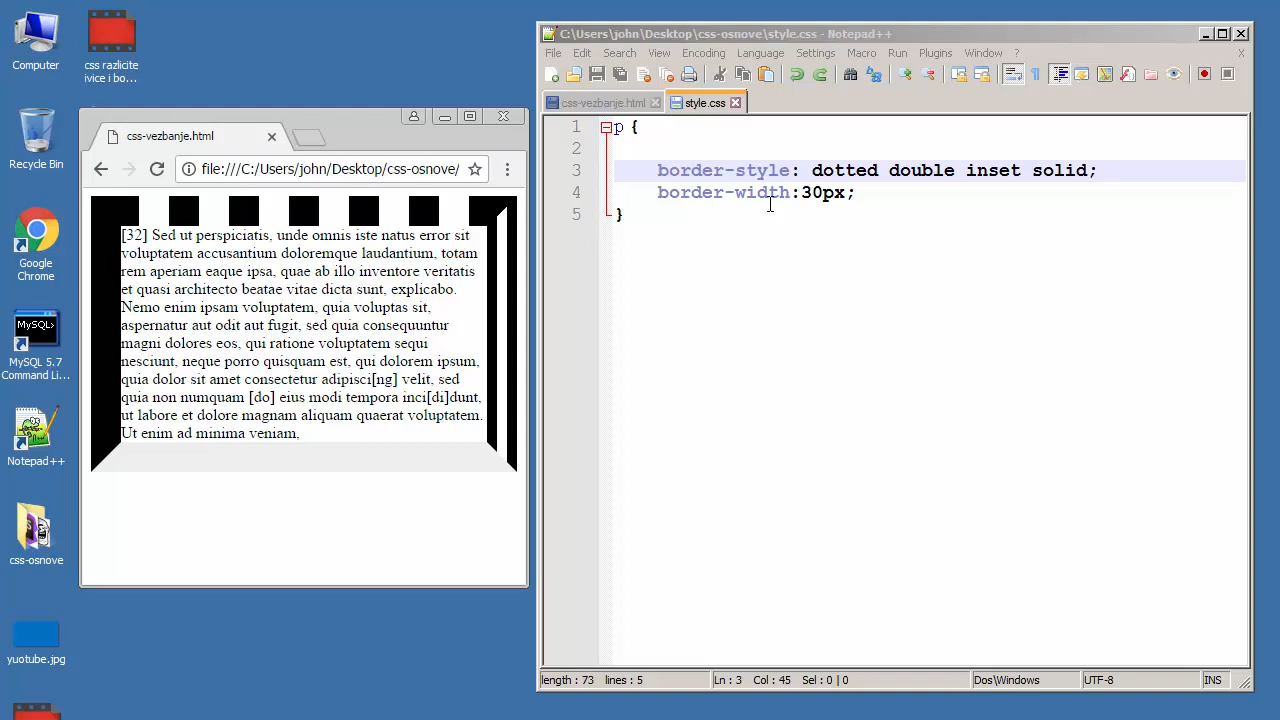 Computer
css razlicite
ivice i bo...
Recycle Bin
Google
Chrome
MySQL>
MySQL 5.7
Command Li...
Notepad++
css-osnove
yuotube.jpg
css-vezbanje.html
file:///C:/Users/john/Desktop/css-osnove/
[32] Sed ut perspiciatis, unde omnis iste natus error sit
voluptatem accusantium doloremque laudantium, totam
rem aperiam eaque ipsa, quae ab illo inventore veritatis
et quasi architecto beatae vitae dicta sunt, explicabo.
Nemo enim ipsam voluptatem, quia voluptas sit,
aspernatur aut odit aut fugit, sed quia consequuntur
magni dolores eos, qui ratione voluptatem sequi
nesciunt, neque porro quisquam est, qui dolorem ipsum,
quia dolor sit amet consectetur adipisci[ng] velit, sed
quia non numquam [do] eius modi tempora inci[di]dunt,
ut labore et dolore magnam aliquam quaerat voluptatem.
Ut enim ad minima veniam,
C:\Users\john\Desktop\css-osnove\style.css - Notepad++
File Edit Search View Encoding Language Settings Macro Run Plugins Window ? X
css-vezbanje.html style.css
1 p {
2
3 border-style: dotted double inset solid;
4 border-width:30px;
5 }
length : 73 lines : 5 Ln : 3 Col : 45 Sel : 0 | 0 Dos\Windows UTF-8 INS